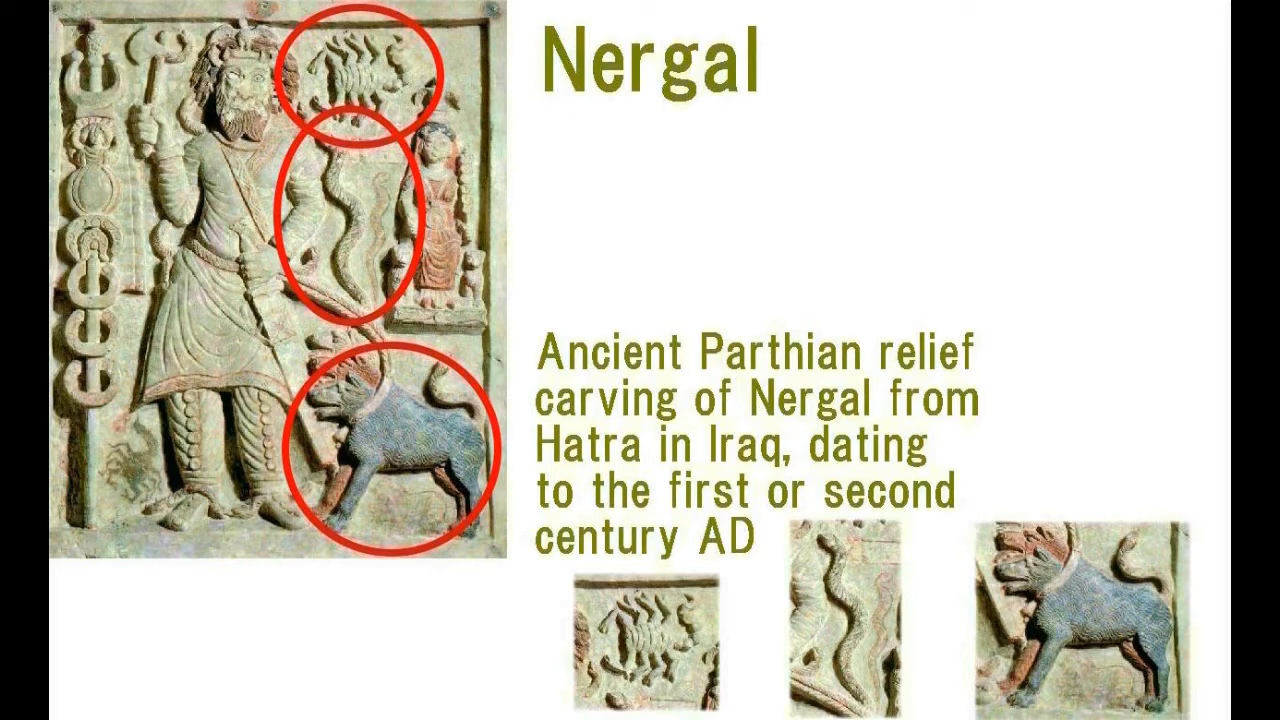 Nergal
Ancient Parthian relief
carving of Nergal from
Hatra in Iraq, dating
to the first or second
century AD